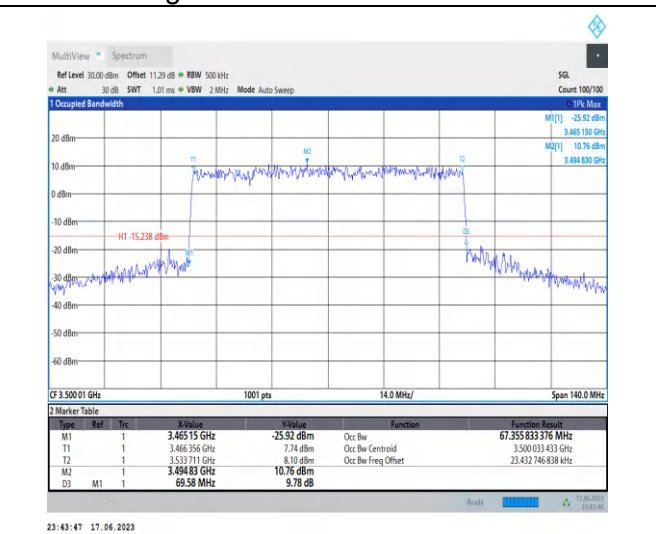 MultiView Spectrum
Ref Level 30.00 dBm Offset 11.29 dB RBW 500 kHz SGL
Att 30 dB SWT 1.01 ms VBW 2 MHz Mode Auto Sweep Count 100/100
1 Occupied Bandwidth 1Pk Max
M1[1] -25.92 dBm
3.465 150 GHz
M2[1] 10.76 dBm
3.494 830 GHz
20 dBm
M2
T1
T2
10 dBm
0 dBm
-10 dBm
D3
H1 -15.238 dBm
M1
-20 dBm
-30 dBm
-40 dBm
-50 dBm
-60 dBm
CF 3.500 01 GHz 1001 pts 14.0 MHz/ Span 140.0 MHz
2 Marker Table
Type Ref Trc X-Value Y-Value Function Function Result
M1 1 3.465 15 GHz -25.92 dBm Occ Bw 67.355 833 376 MHz
T1 1 3.466 356 GHz 7.74 dBm Occ Bw Centroid 3.500 033 433 GHz
T2 1 3.533 711 GHz 8.10 dBm Occ Bw Freq Offset 23.432 746 838 kHz
M2 1 3.494 83 GHz 10.76 dBm
D3 M1 1 69.58 MHz 9.78 dB
Ready 17.06.2023
23:43:47 17.06.2023